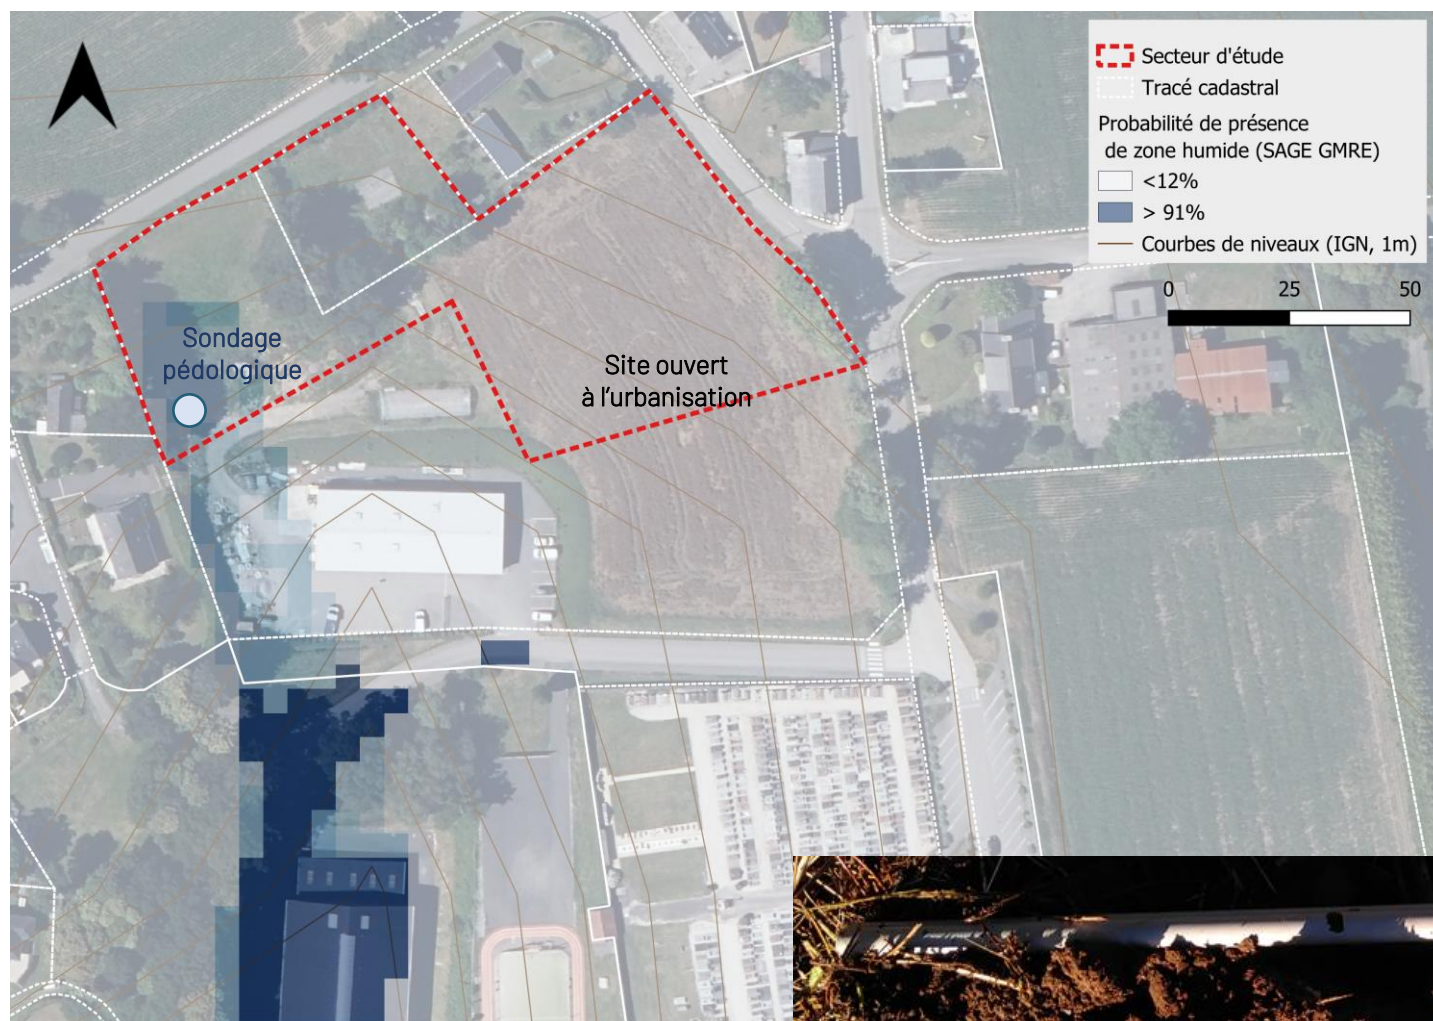 Secteur d'étude
Tracé cadastral
Probabilité de présence
de zone humide (SAGE GMRE)
<12%
> 91%
Courbes de niveaux (IGN, 1m)
0 25 50
Sondage
pédologique
Site ouvert
à l'urbanisation